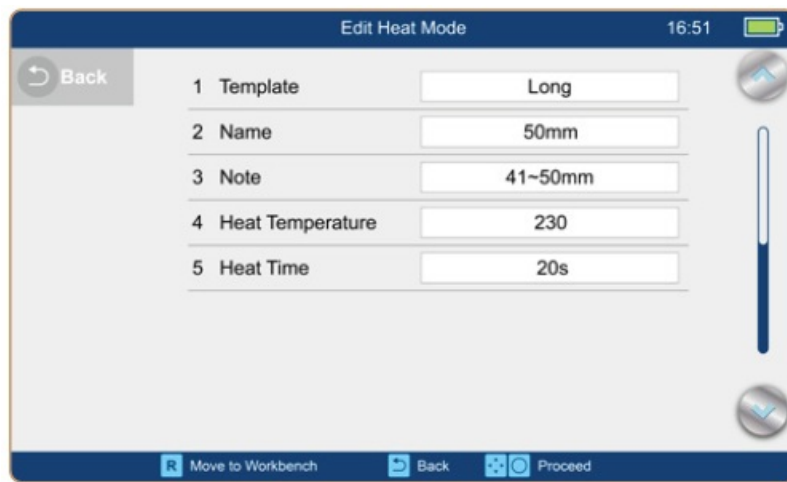 Edit Heat Mode 16:51
Back
1 Template Long
2 Name 50mm
3 Note 41~50mm
4 Heat Temperature 230
5 Heat Time 20s
R Move to Workbench Back Proceed